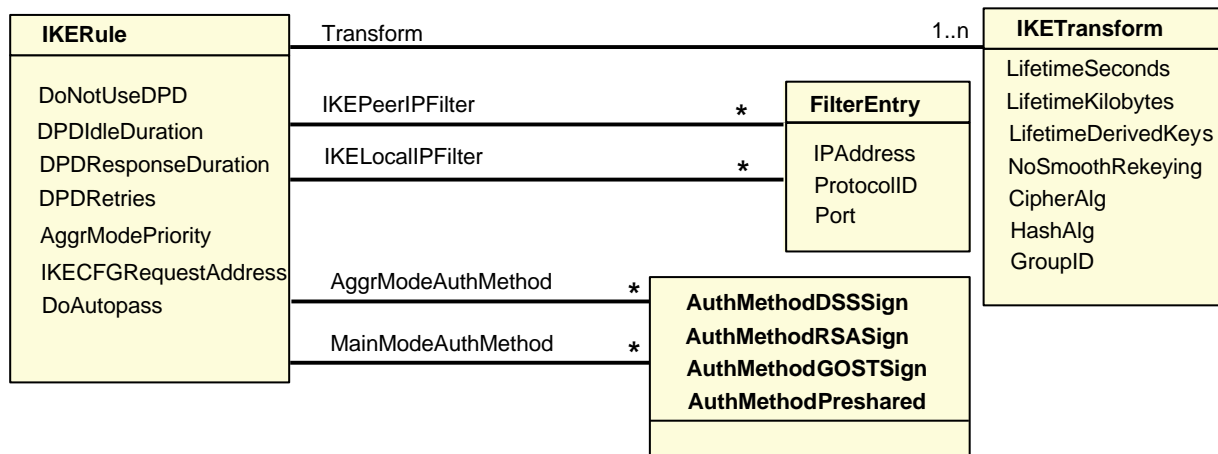 IKERule
DoNotUseDPD
DPDIdleDuration
DPDResponseDuration
DPDRetries
AggrModePriority
IKECFGRequestAddress
DoAutopass
Transform
1..n
IKEPeerIPFilter
*
IKELocalIPFilter
*
AggrModeAuthMethod
*
MainModeAuthMethod
*
FilterEntry
IPAddress
ProtocolID
Port
AuthMethodDSSSign
AuthMethodRSASign
AuthMethodGOSTSign
AuthMethodPreshared
IKETransform
LifetimeSeconds
LifetimeKilobytes
LifetimeDerivedKeys
NoSmoothRekeying
CipherAlg
HashAlg
GroupID